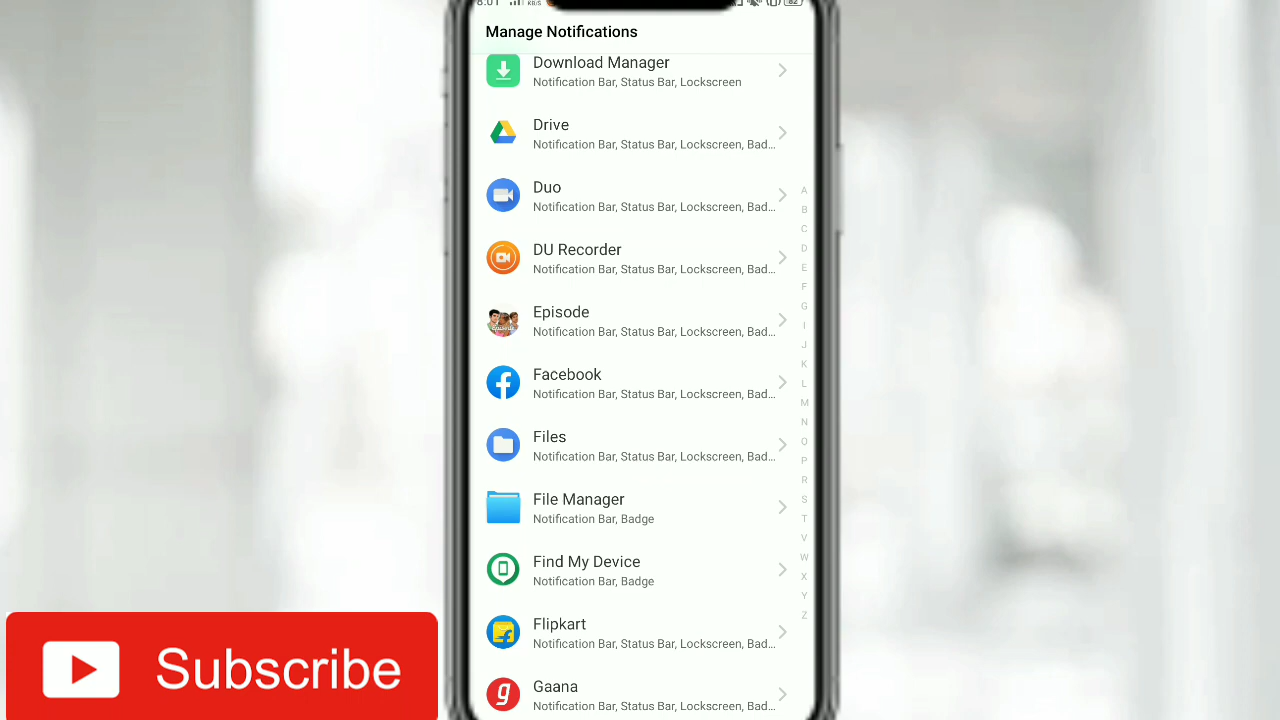 8:01 KB/S 82
Manage Notifications
Download Manager
Notification Bar, Status Bar, Lockscreen
Drive
Notification Bar, Status Bar, Lockscreen, Bad...
Duo
Notification Bar, Status Bar, Lockscreen, Bad...
DU Recorder
Notification Bar, Status Bar, Lockscreen, Bad...
Episode
Notification Bar, Status Bar, Lockscreen, Bad...
Facebook
Notification Bar, Status Bar, Lockscreen, Bad...
Files
Notification Bar, Status Bar, Lockscreen, Bad...
File Manager
Notification Bar, Badge
Find My Device
Notification Bar, Badge
Flipkart
Notification Bar, Status Bar, Lockscreen, Bad...
Gaana
Notification Bar, Status Bar, Lockscreen, Bad...
A
B
C
D
E
F
G
I
J
K
L
M
N
O
P
R
S
T
V
W
X
Y
Z
Subscribe